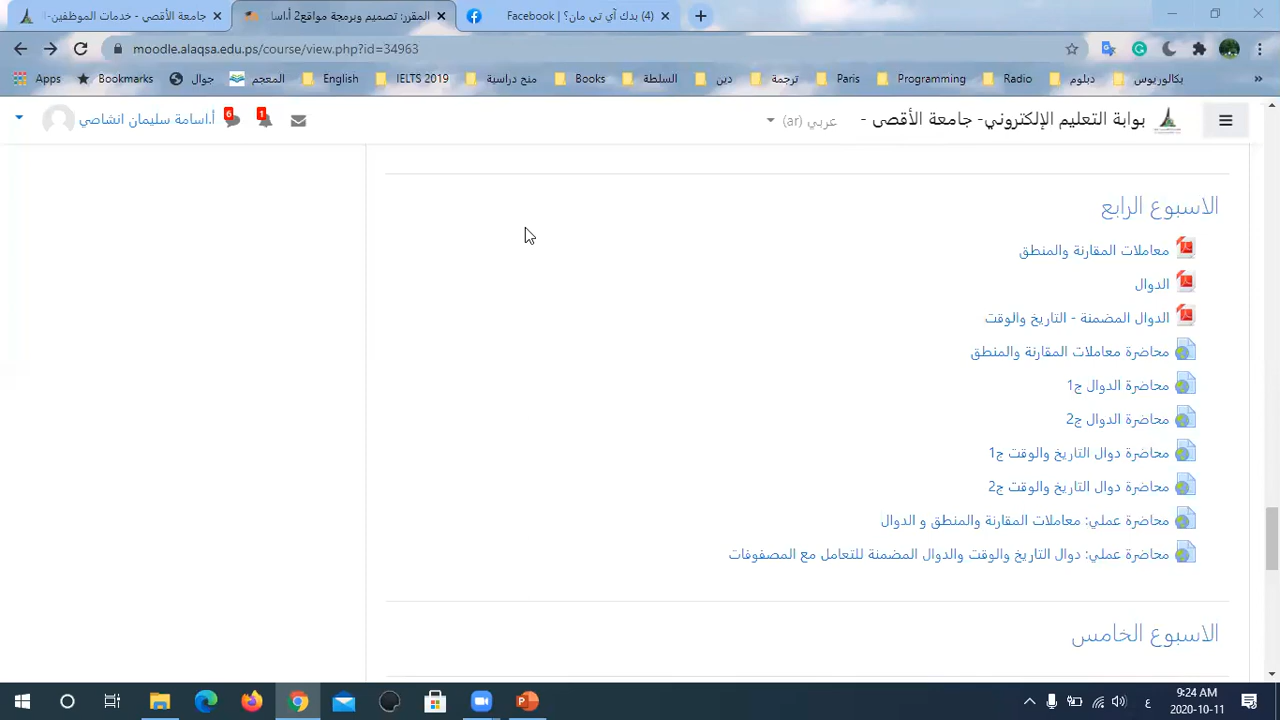 جامعة الأقصى - خدمات الموظفين-ا
المقرر: تصميم وبرمجة مواقع2 أ.اسا
(4) بدك آي تي مان؟ | Facebook
moodle.alaqsa.edu.ps/course/view.php?id=34963
Apps
Bookmarks
جوال
المعجم
English
IELTS 2019
منح دراسية
Books
السلطة
دين
ترجمة
Paris
Programming
Radio
دبلوم
بكالوريوس
»
بوابة التعليم الإلكتروني- جامعة الأقصى -
عربي (ar)
1
6
أ.اسامة سليمان انشاصي
الاسبوع الرابع
معاملات المقارنة والمنطق
الدوال
الدوال المضمنة - التاريخ والوقت
محاضرة معاملات المقارنة والمنطق
محاضرة الدوال ج1
محاضرة الدوال ج2
محاضرة دوال التاريخ والوقت ج1
محاضرة دوال التاريخ والوقت ج2
محاضرة عملي: معاملات المقارنة والمنطق و الدوال
محاضرة عملي: دوال التاريخ والوقت والدوال المضمنة للتعامل مع المصفوفات
الاسبوع الخامس
ع
9:24 AM
2020-10-11